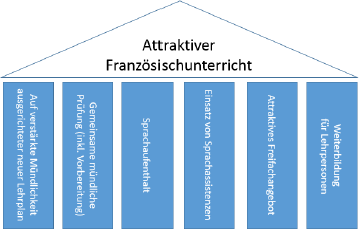 Attraktiver
Französischunterricht
Auf verstärkte Mündlichkeit
ausgerichteter neuer Lehrplan
Gemeinsame mündliche
Prüfung (inkl. Vorbereitung)
Sprachaufenthalt
Einsatz von Sprachassistenzen
Attraktives Freifachangebot
Weiterbildung
für Lehrpersonen